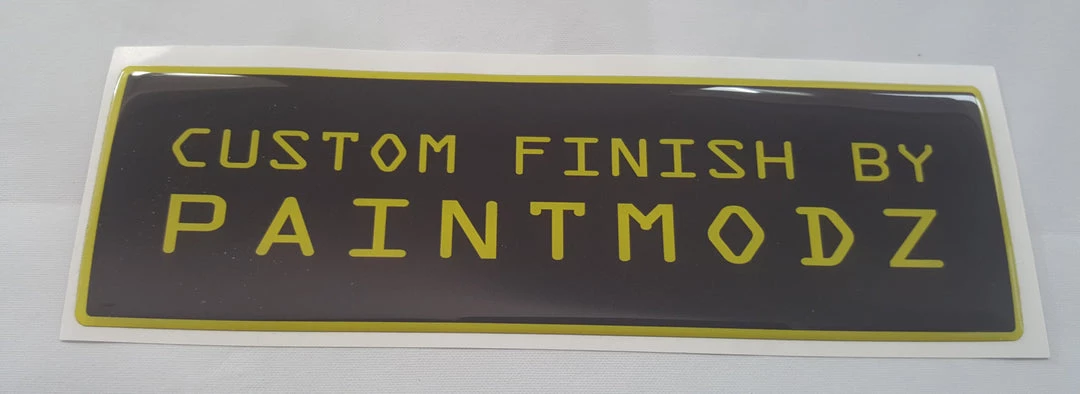 CUSTOM FINISH BY
PAINTMODZ